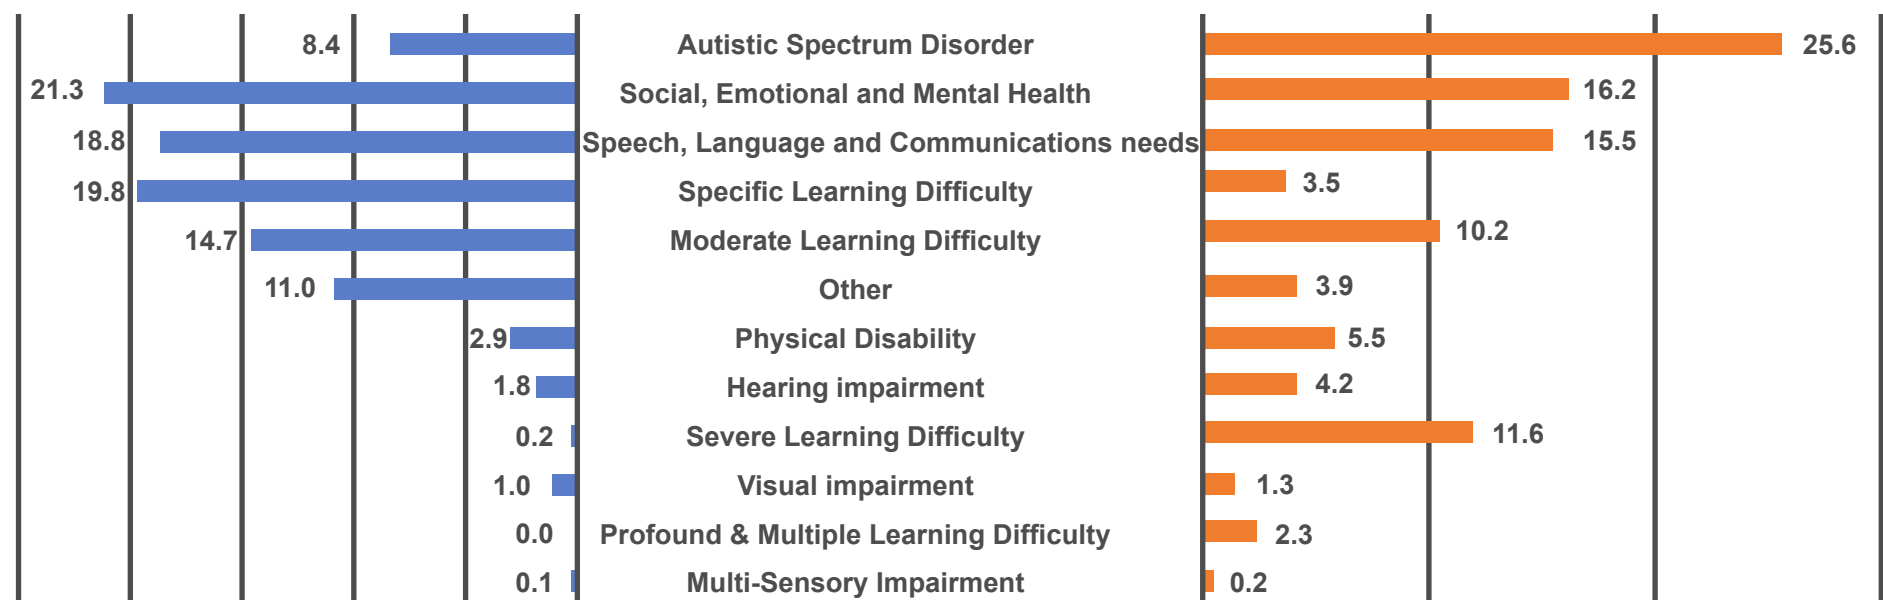 8.4 Autistic Spectrum Disorder 25.6
21.3 Social, Emotional and Mental Health 16.2
18.8 Speech, Language and Communications needs 15.5
19.8 Specific Learning Difficulty 3.5
14.7 Moderate Learning Difficulty 10.2
11.0 Other 3.9
2.9 Physical Disability 5.5
1.8 Hearing impairment 4.2
0.2 Severe Learning Difficulty 11.6
1.0 Visual impairment 1.3
0.0 Profound & Multiple Learning Difficulty 2.3
0.1 Multi-Sensory Impairment 0.2